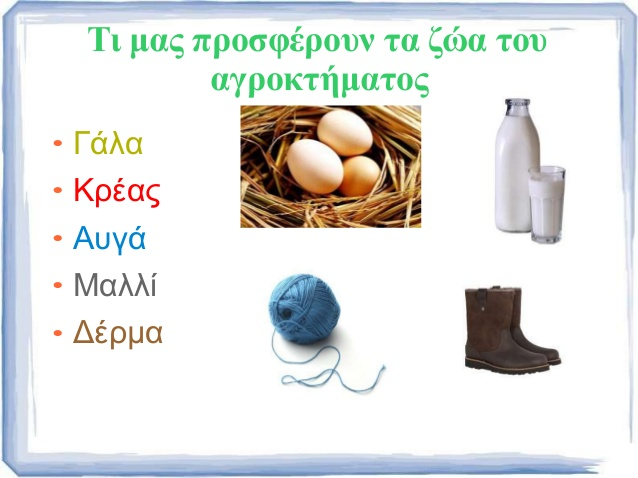 Τι μας προσφέρουν τα ζώα του
αγροκτήματος
• Γάλα
• Κρέας
• Αυγά
• Μαλλί
• Δέρμα